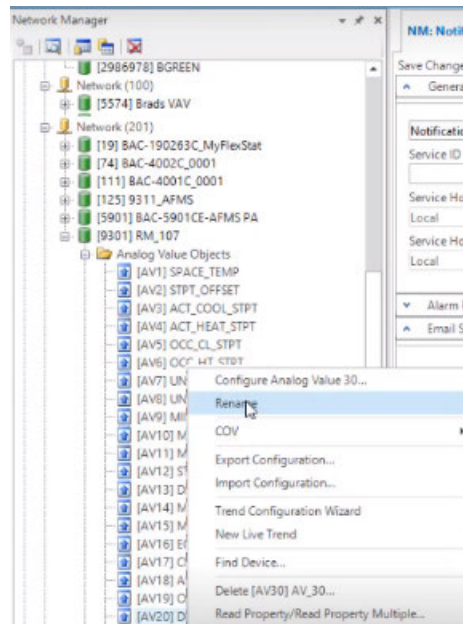 Network Manager
[2986978] BGREEN
Network (100)
[5574] Brads VAV
Network (201)
[19] BAC-190263C_MyFlexStat
[74] BAC-4002C_0001
[111] BAC-4001C_0001
[125] 9311_AFMS
[5901] BAC-5901CE-AFMS PA
[9301] RM_107
Analog Value Objects
[AV1] SPACE_TEMP
[AV2] STPT_OFFSET
[AV3] ACT_COOL_STPT
[AV4] ACT_HEAT_STPT
[AV5] OCC_CL_STPT
[AV6] OCC_HT_STPT
[AV7] UN
[AV8] UN
[AV9] MI
[AV10] M
[AV11] M
[AV12] ST
[AV13] D
[AV14] M
[AV15] M
[AV16] E
[AV17] C
[AV18] A
[AV19] O
[AV20] D
Configure Analog Value 30...
Rename
COV
Export Configuration...
Import Configuration...
Trend Configuration Wizard
New Live Trend
Find Device...
Delete [AV30] AV_30...
Read Property/Read Property Multiple...
NM: Notif
Save Change
Genera
Notificatio
Service ID
Service Ho
Local
Service Ho
Local
Alarm
Email S